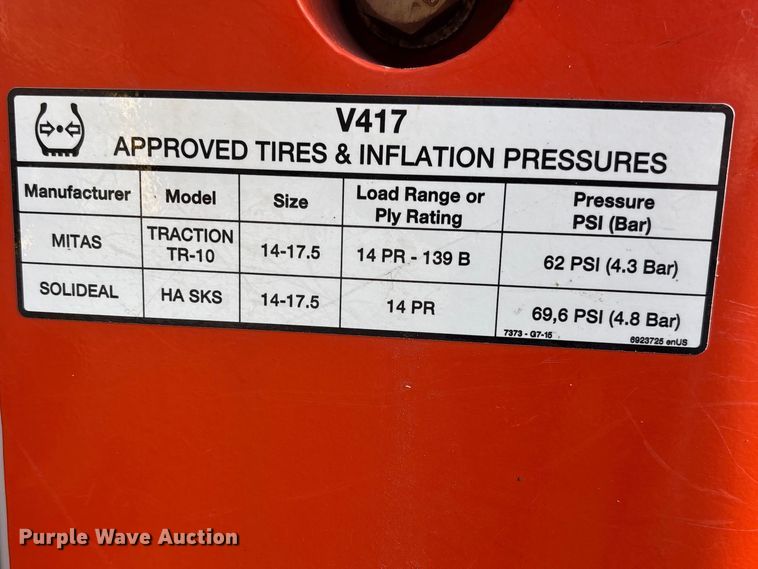 V417
APPROVED TIRES & INFLATION PRESSURES
Manufacturer Model Size Load Range or Ply Rating Pressure PSI (Bar)
MITAS TRACTION TR-10 14-17.5 14 PR - 139 B 62 PSI (4.3 Bar)
SOLIDEAL HA SKS 14-17.5 14 PR 69,6 PSI (4.8 Bar)
7373 - G7-15 6923725 enUS
Purple Wave Auction